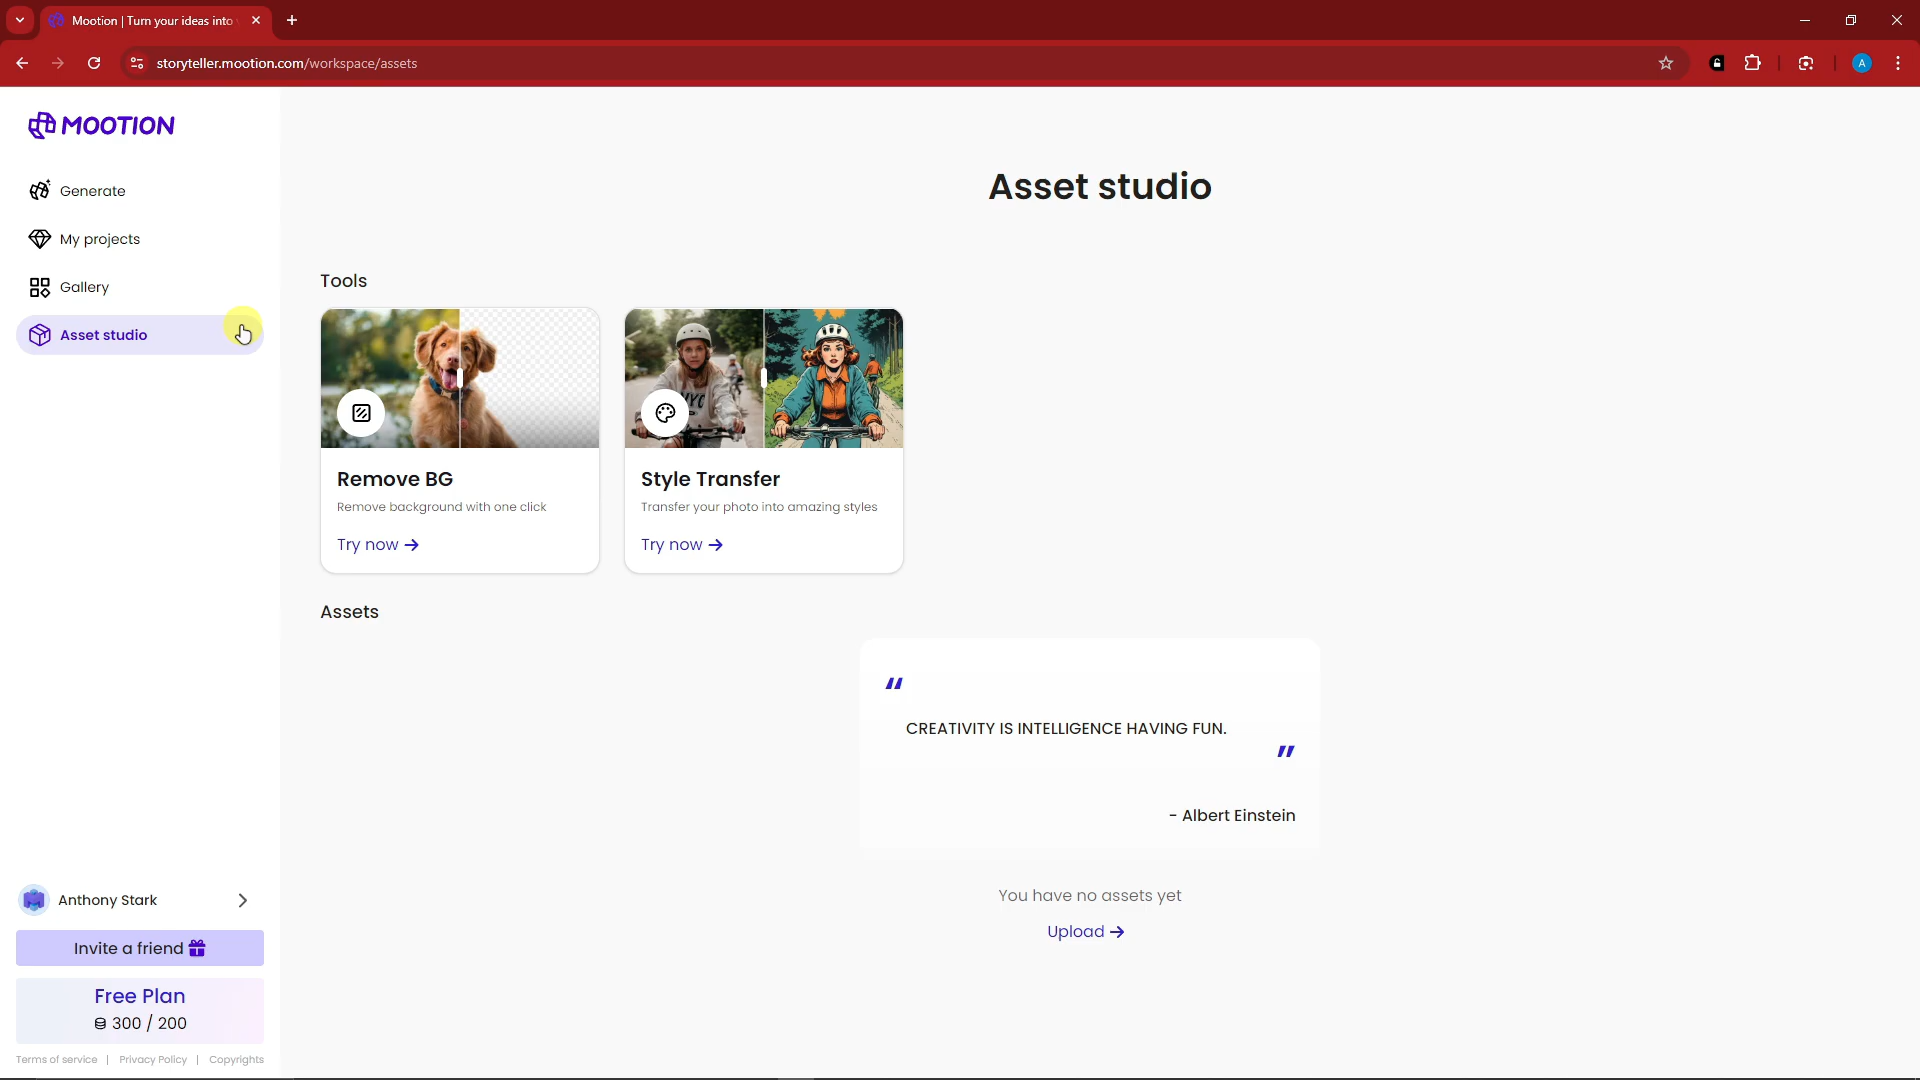 Mootion | Turn your ideas into
storyteller.mootion.com/workspace/assets
A
MOOTION
Generate
My projects
Gallery
Asset studio
Asset studio
Tools
Remove BG
Remove background with one click
Try now →
Style Transfer
Transfer your photo into amazing styles
Try now →
Assets
"
CREATIVITY IS INTELLIGENCE HAVING FUN.
"
- Albert Einstein
You have no assets yet
Upload →
Anthony Stark
Invite a friend
Free Plan
300 / 200
Terms of service | Privacy Policy | Copyrights